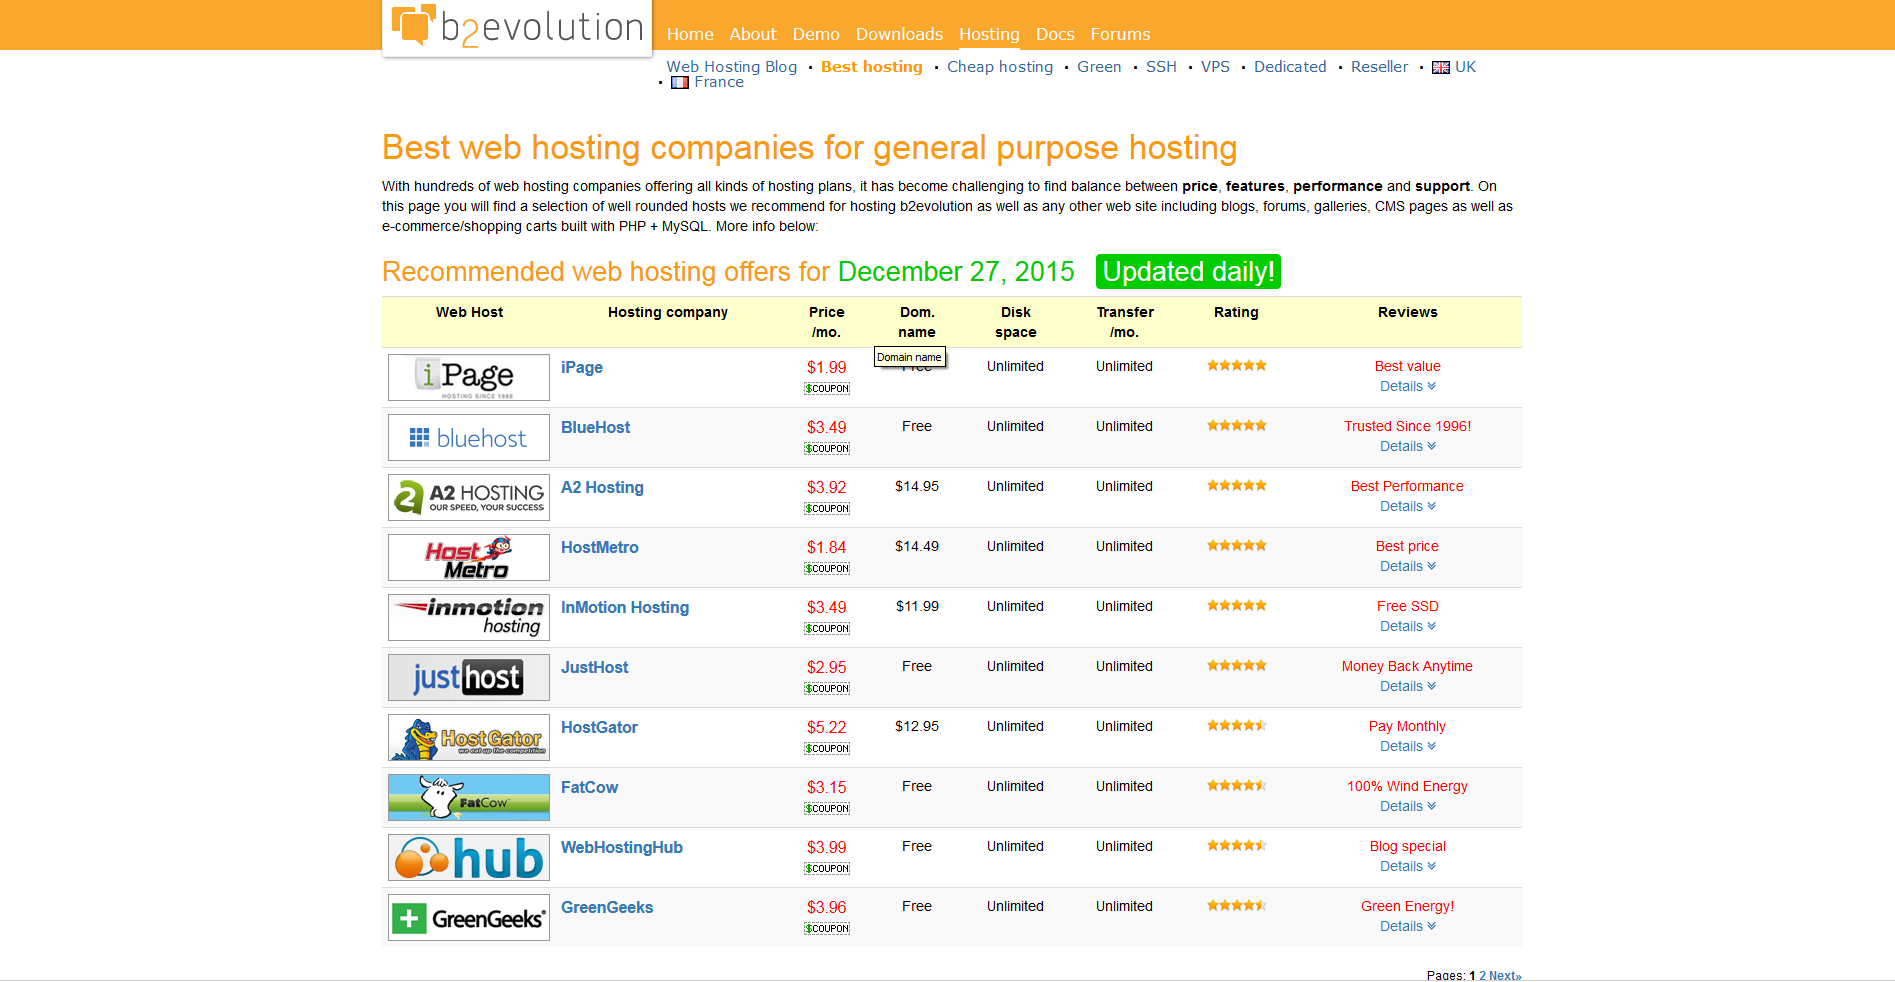 b2evolution
Home About Demo Downloads Hosting Docs Forums
Web Hosting Blog · Best hosting · Cheap hosting · Green · SSH · VPS · Dedicated · Reseller · UK
· France
Best web hosting companies for general purpose hosting
With hundreds of web hosting companies offering all kinds of hosting plans, it has become challenging to find balance between price, features, performance and support. On
this page you will find a selection of well rounded hosts we recommend for hosting b2evolution as well as any other web site including blogs, forums, galleries, CMS pages as well as
e-commerce/shopping carts built with PHP + MySQL. More info below:
Recommended web hosting offers for December 27, 2015 Updated daily!
Web Host Hosting company Price Dom. Disk Transfer Rating Reviews
/mo. name space /mo.
Domain name
iPage iPage $1.99 Free Unlimited Unlimited Best value
HOSTING SINCE 1998 $COUPON Details
bluehost BlueHost $3.49 Free Unlimited Unlimited Trusted Since 1996!
$COUPON Details
A2 HOSTING A2 Hosting $3.92 $14.95 Unlimited Unlimited Best Performance
OUR SPEED, YOUR SUCCESS $COUPON Details
Host Metro HostMetro $1.84 $14.49 Unlimited Unlimited Best price
$COUPON Details
inmotion hosting InMotion Hosting $3.49 $11.99 Unlimited Unlimited Free SSD
$COUPON Details
justhost JustHost $2.95 Free Unlimited Unlimited Money Back Anytime
$COUPON Details
HostGator HostGator $5.22 $12.95 Unlimited Unlimited Pay Monthly
we eat up the competition $COUPON Details
FatCow FatCow $3.15 Free Unlimited Unlimited 100% Wind Energy
$COUPON Details
hub WebHostingHub $3.99 Free Unlimited Unlimited Blog special
$COUPON Details
GreenGeeks GreenGeeks $3.96 Free Unlimited Unlimited Green Energy!
$COUPON Details
Pages: 1 2 Next»